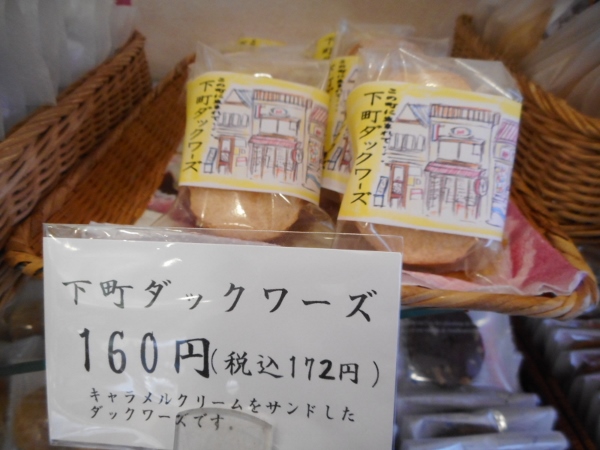 下町ダックワーズ
下町ダックワーズ
下町ダックワーズ
160円(税込172円)
キャラメルクリームをサンドした
ダックワーズです。